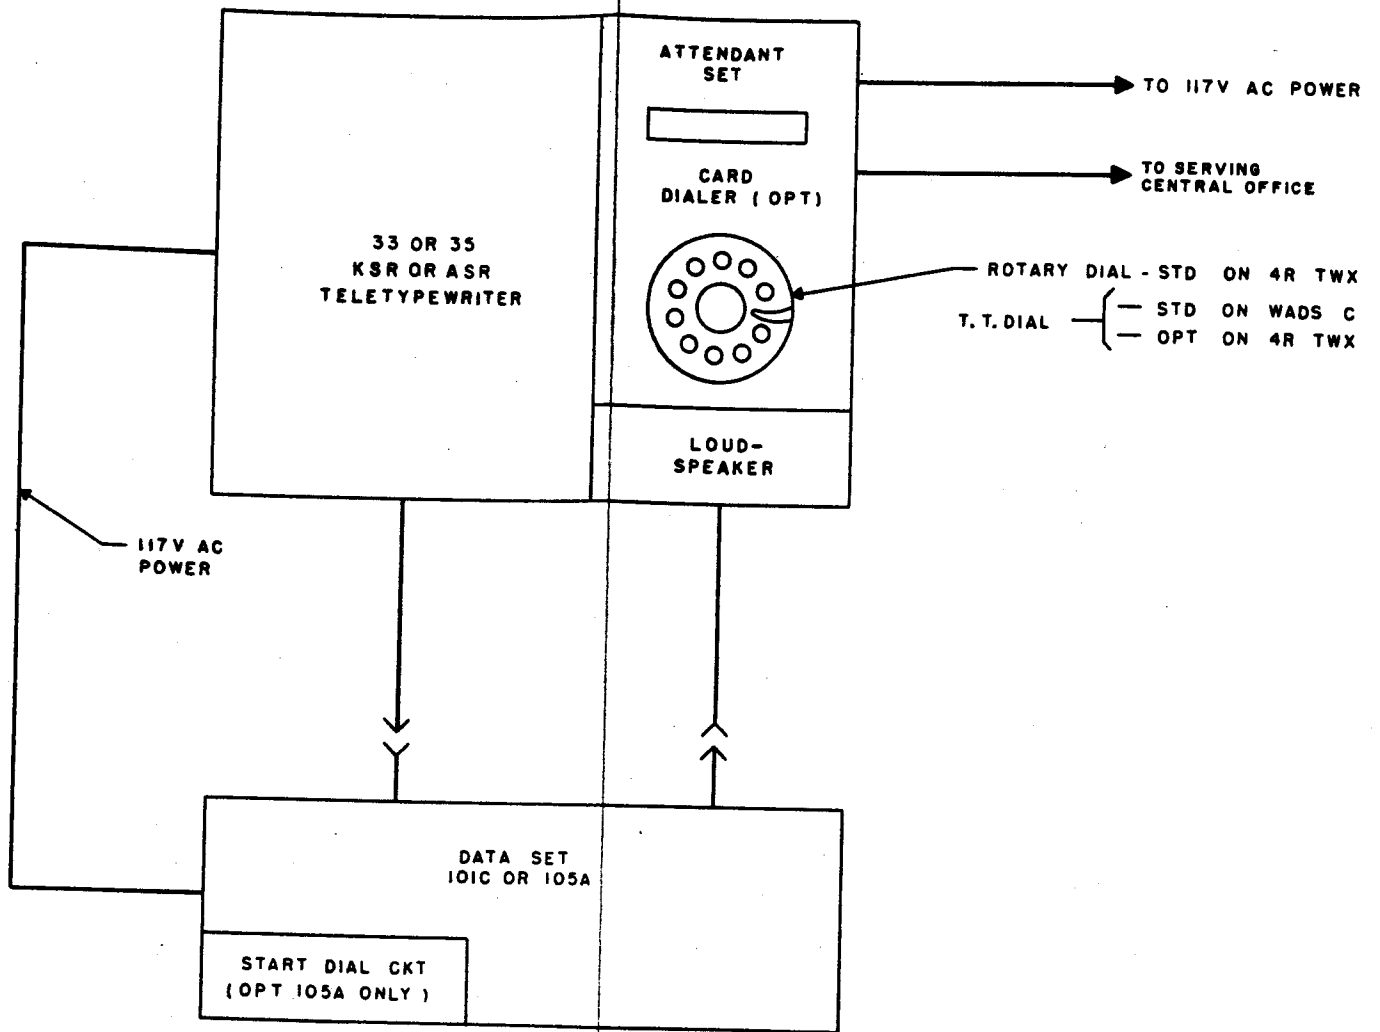 ATTENDANT
SET
TO 117V AC POWER
CARD
DIALER (OPT)
TO SERVING
CENTRAL OFFICE
33 OR 35
KSR OR ASR
TELETYPEWRITER
ROTARY DIAL - STD ON 4R TWX
T.T. DIAL
STD ON WADS C
OPT ON 4R TWX
LOUD-
SPEAKER
117V AC
POWER
DATA SET
101C OR 105A
START DIAL CKT
(OPT 105A ONLY)